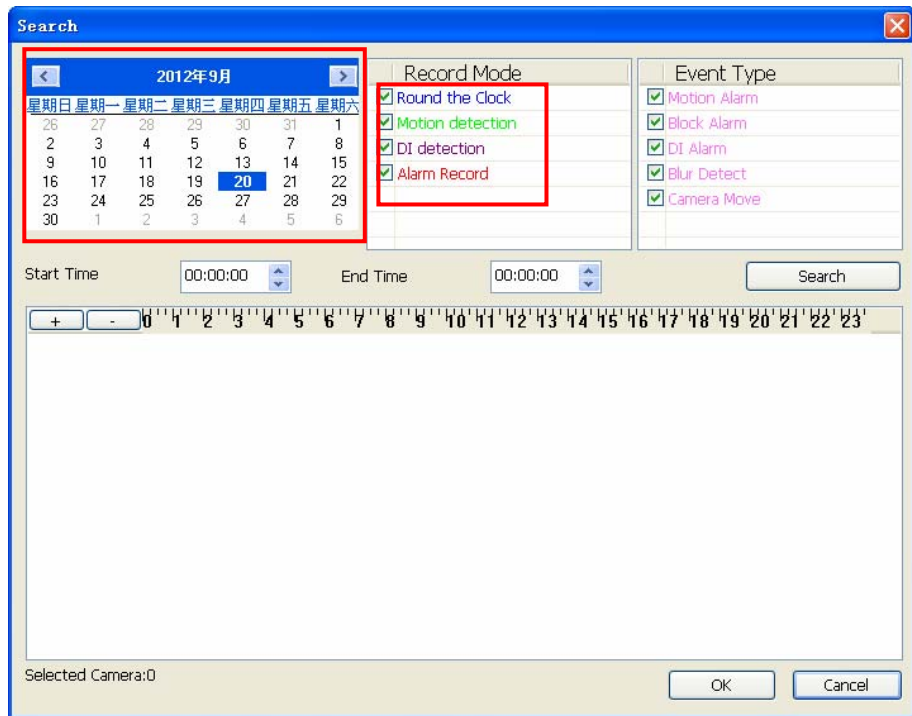 Search
2012年9月
星期日 星期一 星期二 星期三 星期四 星期五 星期六
26 27 28 29 30 31 1
2 3 4 5 6 7 8
9 10 11 12 13 14 15
16 17 18 19 20 21 22
23 24 25 26 27 28 29
30 1 2 3 4 5 6
Record Mode
Round the Clock
Motion detection
DI detection
Alarm Record
Event Type
Motion Alarm
Block Alarm
DI Alarm
Blur Detect
Camera Move
Start Time 00:00:00 End Time 00:00:00 Search
+ - 0 1 2 3 4 5 6 7 8 9 10 11 12 13 14 15 16 17 18 19 20 21 22 23
Selected Camera:0
OK Cancel